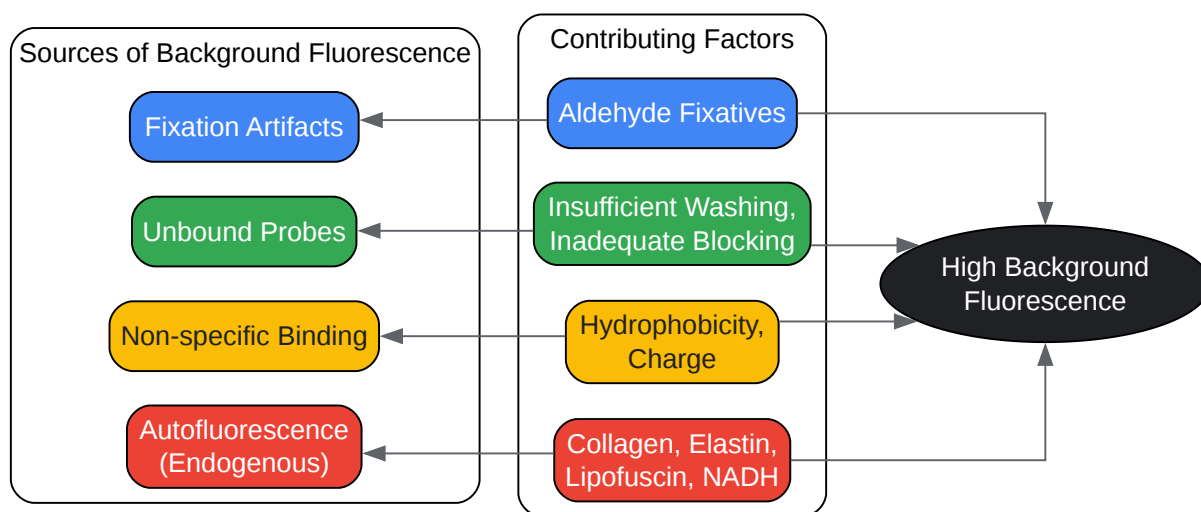 Sources of Background Fluorescence
Fixation Artifacts
Unbound Probes
Non-specific Binding
Autofluorescence
(Endogenous)
Contributing Factors
Aldehyde Fixatives
Insufficient Washing,
Inadequate Blocking
Hydrophobicity,
Charge
Collagen, Elastin,
Lipofuscin, NADH
High Background
Fluorescence